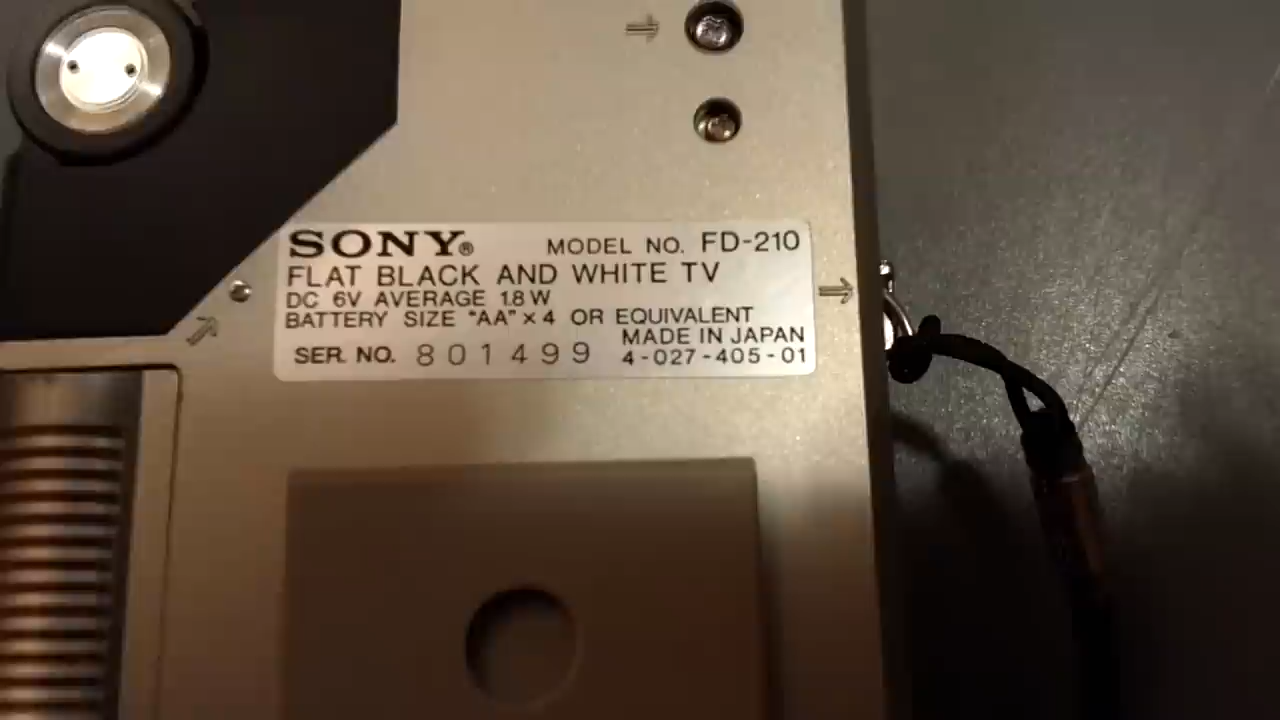 SONY® MODEL NO. FD-210
FLAT BLACK AND WHITE TV
DC 6V AVERAGE 1.8W
BATTERY SIZE "AA"×4 OR EQUIVALENT
MADE IN JAPAN
SER. NO. 801499 4-027-405-01